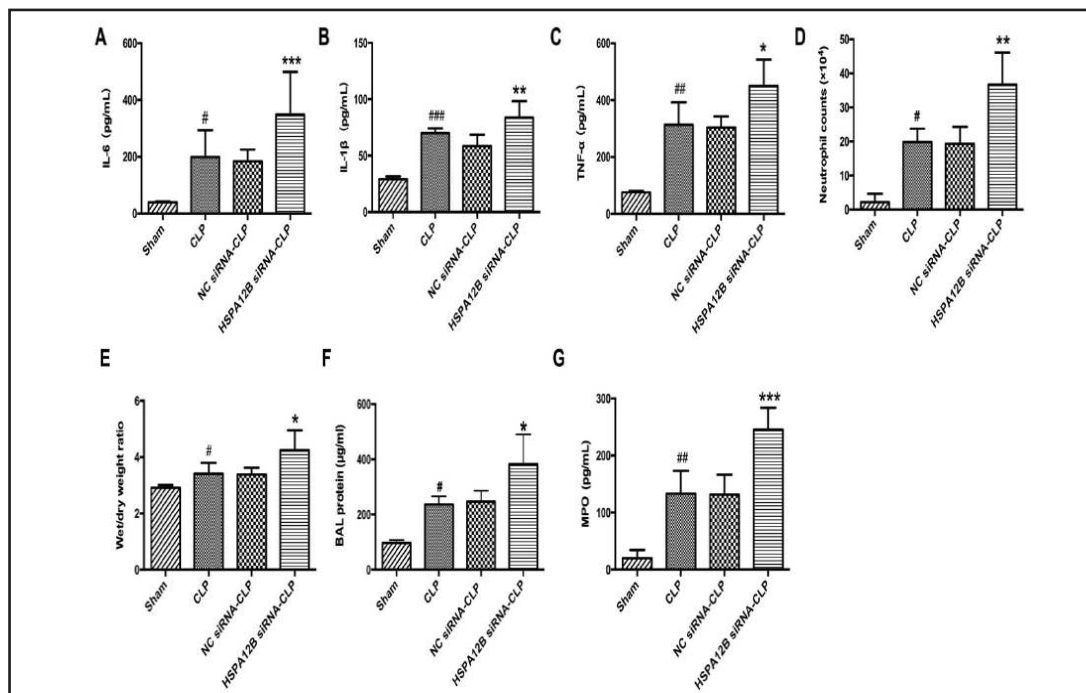 A
IL-6 (pg/mL)
600
400
200
0
#
***
Sham
CLP
NC siRNA-CLP
HSPA12B siRNA-CLP
B
IL-1β (pg/mL)
150
100
50
0
###
**
Sham
CLP
NC siRNA-CLP
HSPA12B siRNA-CLP
C
TNF-α (pg/mL)
600
400
200
0
##
*
Sham
CLP
NC siRNA-CLP
HSPA12B siRNA-CLP
D
Neutrophil counts (×10⁴)
50
40
30
20
10
0
#
**
Sham
CLP
NC siRNA-CLP
HSPA12B siRNA-CLP
E
Wet/dry weight ratio
6
4
2
0
#
*
Sham
CLP
NC siRNA-CLP
HSPA12B siRNA-CLP
F
BAL protein (μg/ml)
600
400
200
0
#
*
Sham
CLP
NC siRNA-CLP
HSPA12B siRNA-CLP
G
MPO (pg/mL)
300
200
100
0
##
***
Sham
CLP
NC siRNA-CLP
HSPA12B siRNA-CLP